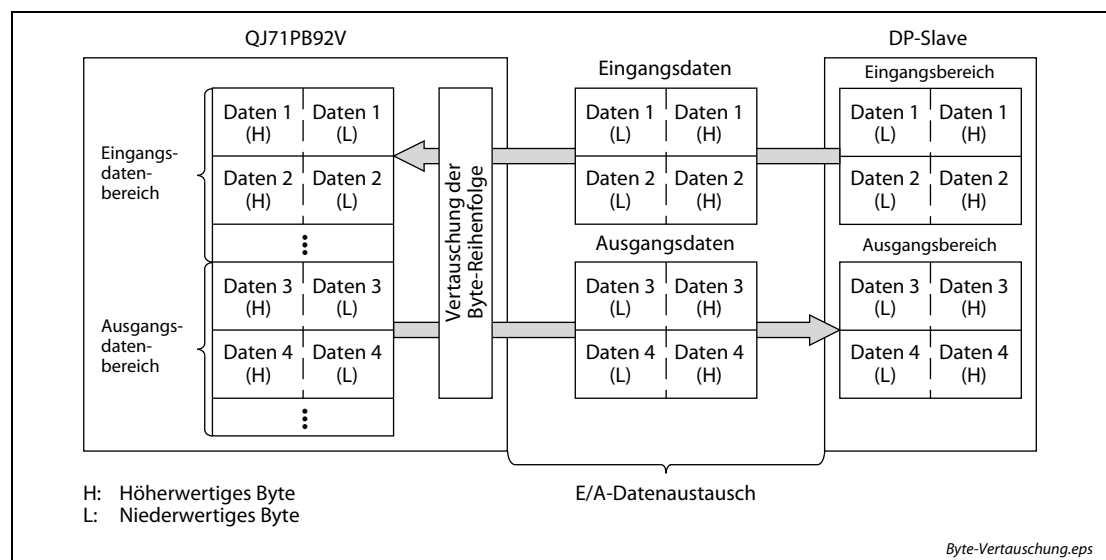 QJ71PB92V
DP-Slave
Eingangsdaten
Eingangsbereich
Eingangs-
daten-
bereich
Daten 1
(H)
Daten 1
(L)
Daten 2
(H)
Daten 2
(L)
Ausgangs-
daten-
bereich
Daten 3
(H)
Daten 3
(L)
Daten 4
(H)
Daten 4
(L)
Vertauschung der
Byte-Reihenfolge
Daten 1
(L)
Daten 1
(H)
Daten 2
(L)
Daten 2
(H)
Ausgangsdaten
Daten 3
(L)
Daten 3
(H)
Daten 4
(L)
Daten 4
(H)
Daten 1
(L)
Daten 1
(H)
Daten 2
(L)
Daten 2
(H)
Ausgangsbereich
Daten 3
(L)
Daten 3
(H)
Daten 4
(L)
Daten 4
(H)
E/A-Datenaustausch
H: Höherwertiges Byte
L: Niederwertiges Byte
Byte-Vertauschung.eps